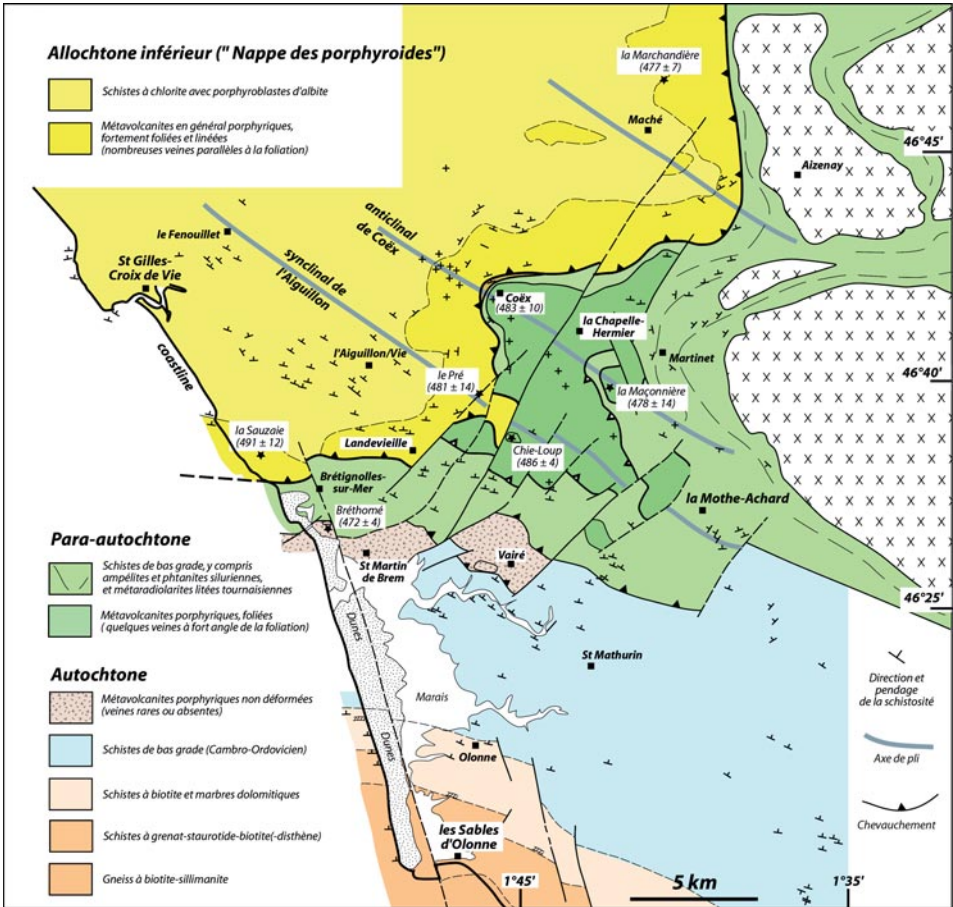 Allochtone inférieur (" Nappe des porphyroides")
Schistes à chlorite avec porphyroblastes d'albite
Métavolcanites en général porphyriques,
fortement foliées et linéées
(nombreuses veines parallèles à la foliation)
la Marchandière
(477 ± 7)
Maché
46°45'
Aizenay
le Fenouillet
anticlinal
de Coëx
St Gilles-
Croix de Vie
synclinal de
l'Aiguillon
Coëx
(483 ± 10)
la Chapelle-
Hermier
coastline
l'Aiguillon/Vie
Martinet
46°40'
le Pré
(481 ± 14)
la Maçonnière
(478 ± 14)
la Sauzaie
(491 ± 12)
Landevieille
Chie-Loup
(486 ± 4)
Brétignolles-
sur-Mer
la Mothe-Achard
Bréthomé
(472 ± 4)
Para-autochtone
St Martin
de Brem
Vairé
Schistes de bas grade, y compris
ampélites et phtanites siluriennes,
et métaradiolarites litées tournaisiennes
46°25'
Métavolcanites porphyriques, foliées
( quelques veines à fort angle de la foliation)
Dunes
St Mathurin
Autochtone
Direction et
pendage
de la schistosité
Métavolcanites porphyriques non déformées
(veines rares ou absentes)
Marais
Schistes de bas grade (Cambro-Ordovicien)
Dunes
Olonne
Axe de pli
Schistes à biotite et marbres dolomitiques
Chevauchement
Schistes à grenat-staurotide-biotite(-disthène)
les Sables
d'Olonne
Gneiss à biotite-sillimanite
1°45'
5 km
1°35'